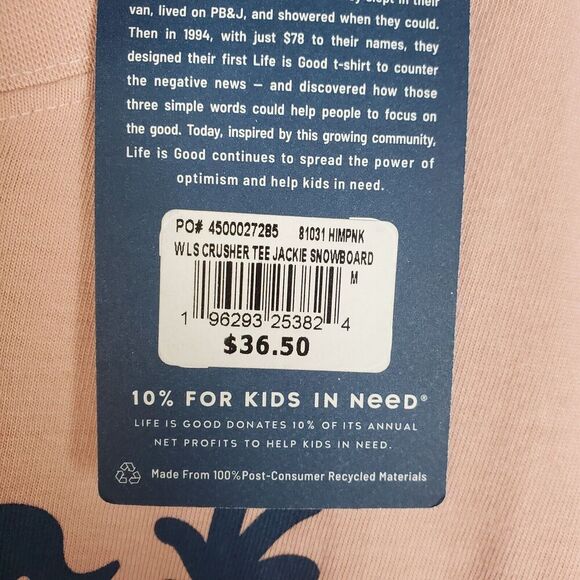 slept in their
van, lived on PB&J, and showered when they could.
Then in 1994, with just $78 to their names, they
designed their first Life is Good t-shirt to counter
the negative news — and discovered how those
three simple words could help people to focus on
the good. Today, inspired by this growing community,
Life is Good continues to spread the power of
optimism and help kids in need.
PO# 4500027285 81031 HIMPNK
W LS CRUSHER TEE JACKIE SNOWBOARD
M
1 96293 25382 4
$36.50
10% FOR KIDS IN NeeD®
LIFE IS GOOD DONATES 10% OF ITS ANNUAL
NET PROFITS TO HELP KIDS IN NEED.
Made From 100% Post-Consumer Recycled Materials